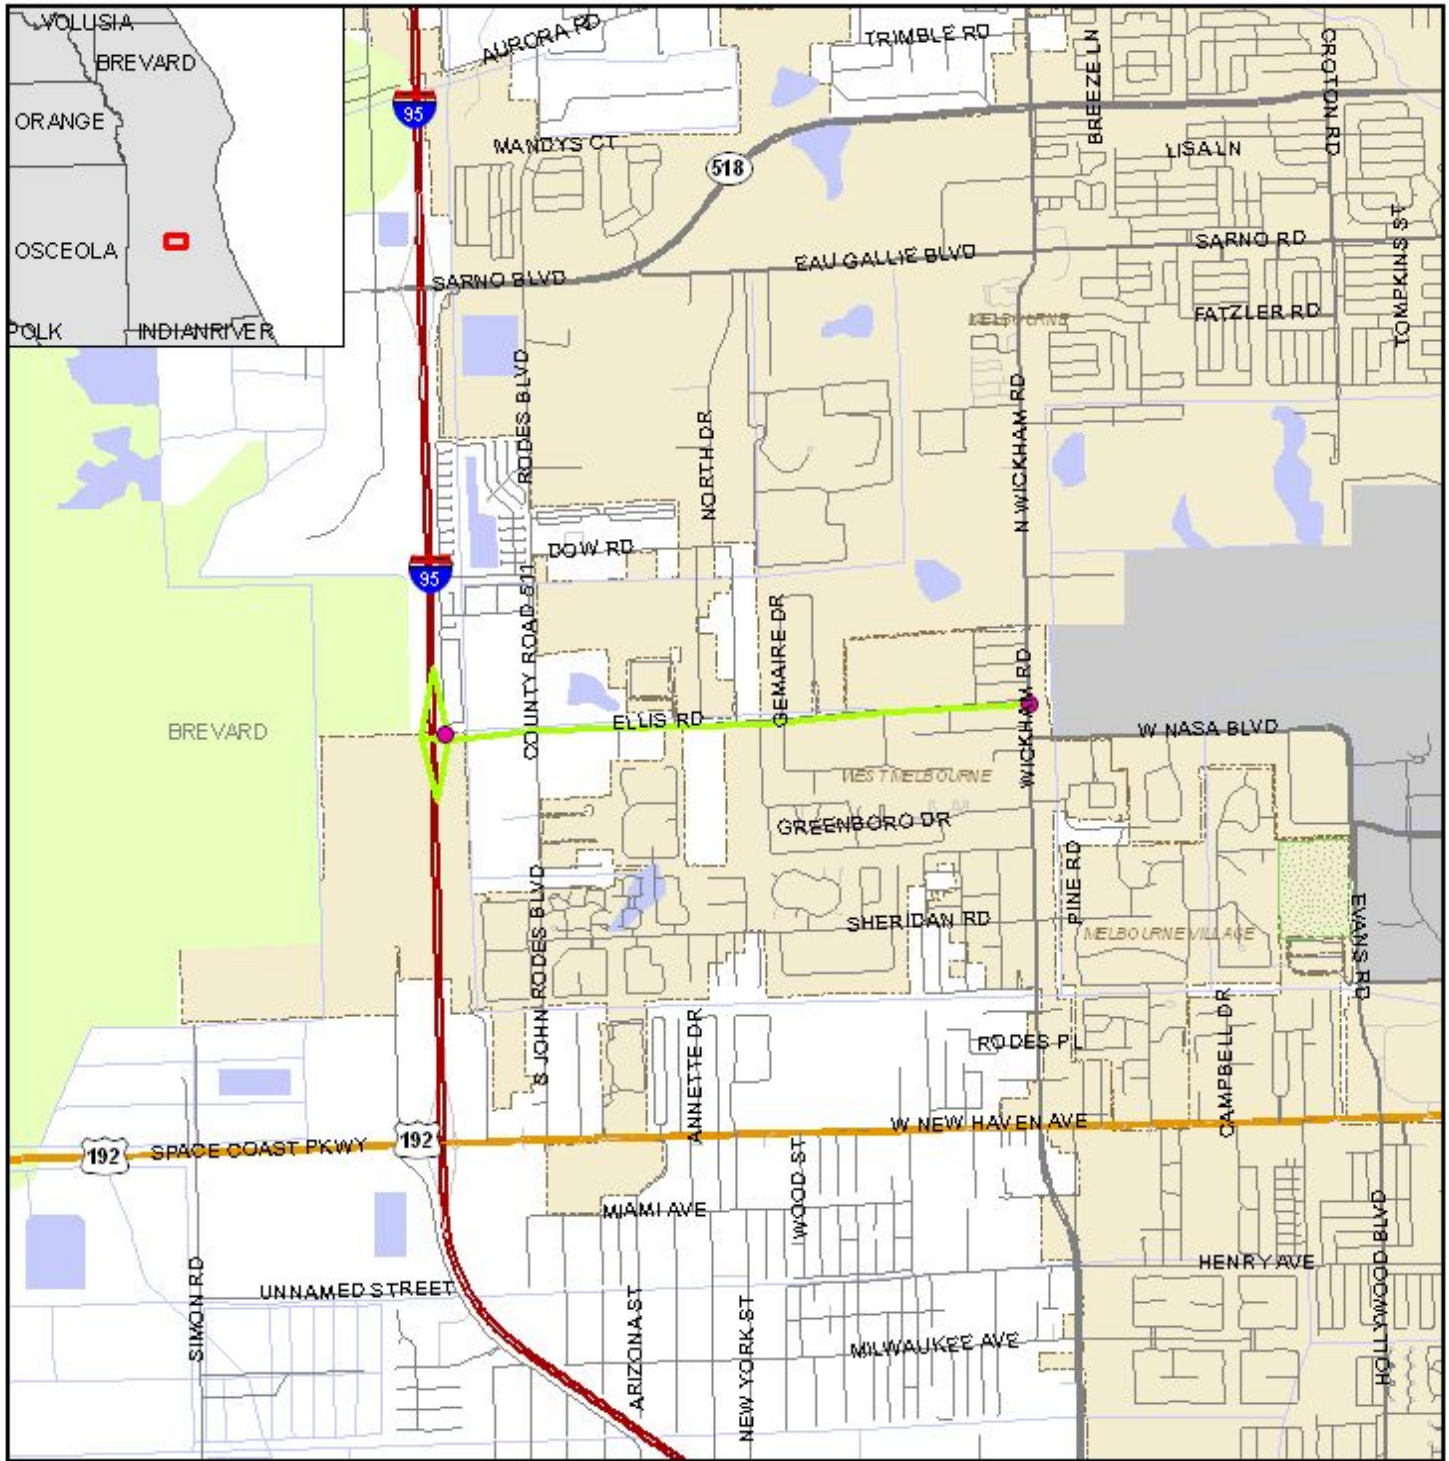 VOLUSIA
BREVARD
ORANGE
OSCEOLA
POLK
INDIANRIVER
AURORA RD
TRIMBLE RD
BREEZE LN
CROTON RD
95
MANDYS CT
518
LISA LN
TOMPKINS ST
SARNO BLVD
EAU GALLIE BLVD
SARNO RD
MELBOURNE
FATZLER RD
RODES BLVD
NORTH DR
N WICKHAM RD
DOW RD
95
COUNTY ROAD 511
GEMAIRE DR
WICKHAM RD
BREVARD
ELLIS RD
W NASA BLVD
WEST MELBOURNE
GREENBORO DR
PINE RD
S JOHN RODES BLVD
SHERIDAN RD
MELBOURNE VILLAGE
EVANS RD
ANNETTE DR
RODES PL
CAMPBELL DR
192
SPACE COAST PKWY
192
W NEW HAVEN AVE
WOOD ST
MIAMI AVE
SIMON RD
UNNAMED STREET
HENRY AVE
HOLLYWOOD BLVD
ARIZONA ST
NEW YORK ST
MILWAUKEE AVE